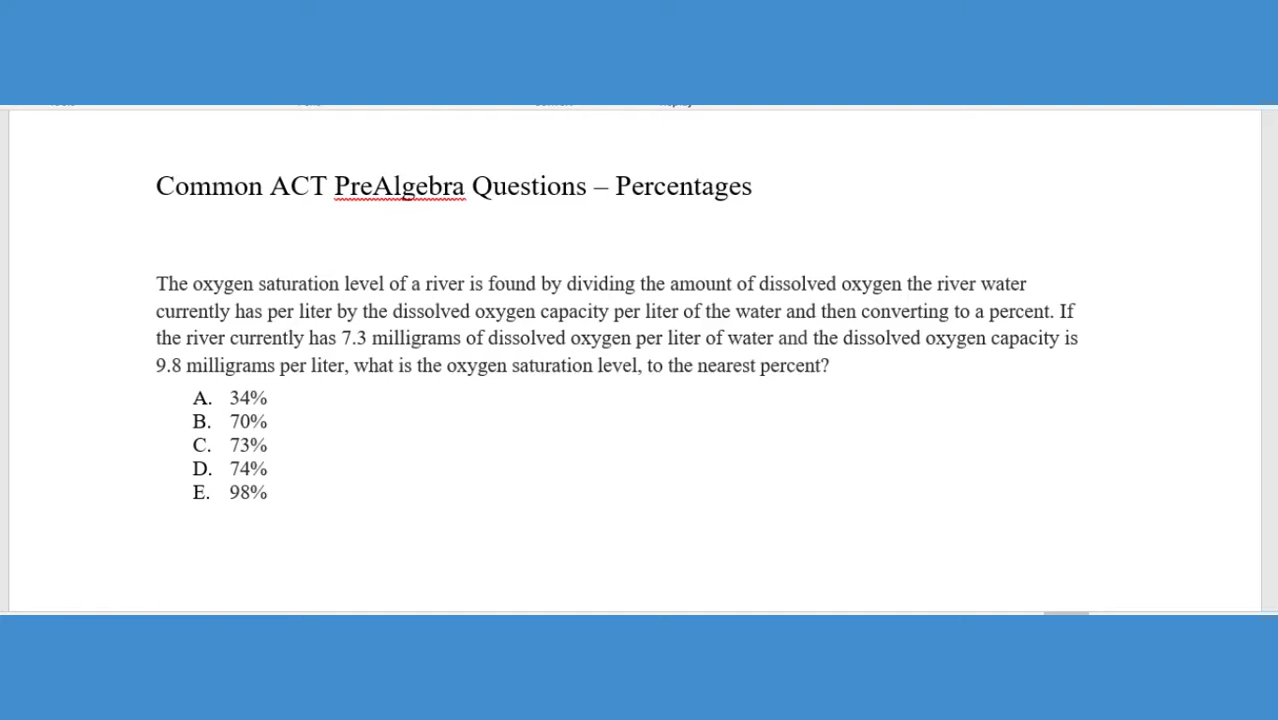 Common ACT PreAlgebra Questions – Percentages
The oxygen saturation level of a river is found by dividing the amount of dissolved oxygen the river water
currently has per liter by the dissolved oxygen capacity per liter of the water and then converting to a percent. If
the river currently has 7.3 milligrams of dissolved oxygen per liter of water and the dissolved oxygen capacity is
9.8 milligrams per liter, what is the oxygen saturation level, to the nearest percent?
A. 34%
B. 70%
C. 73%
D. 74%
E. 98%